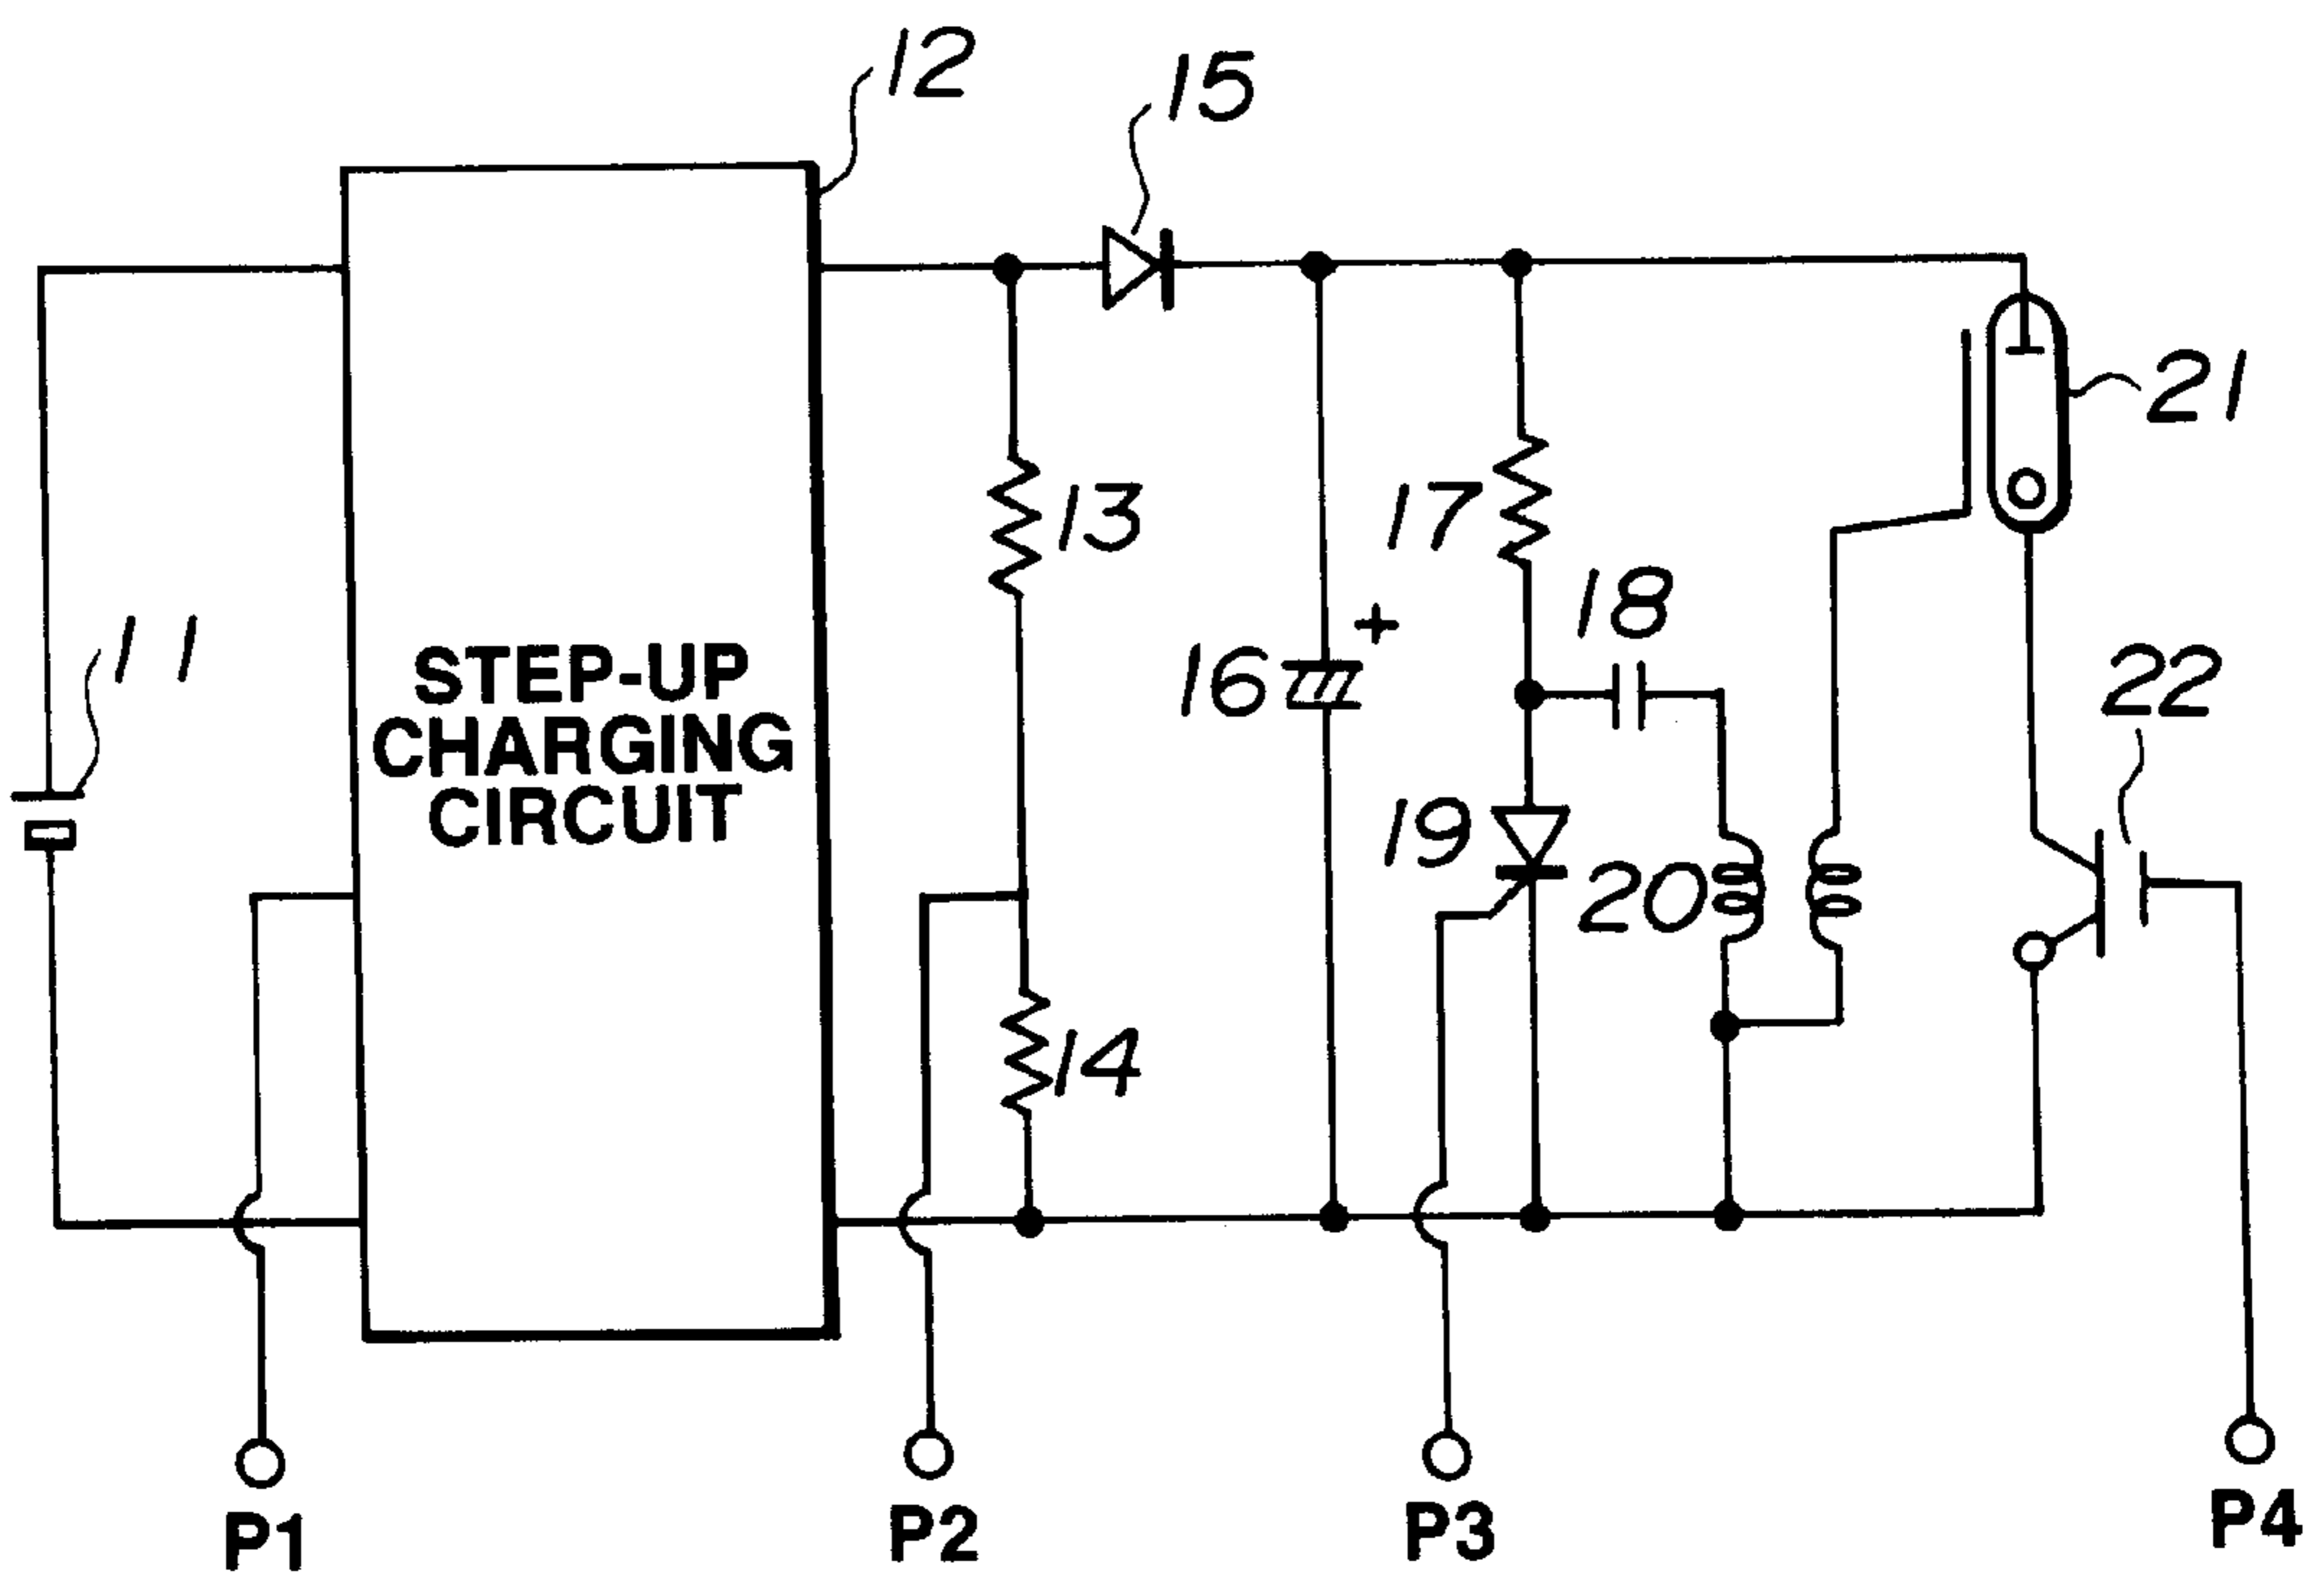 12
15
21
13
17
18
11
+
16
22
STEP-UP
CHARGING
CIRCUIT
19
20
14
P1
P2
P3
P4